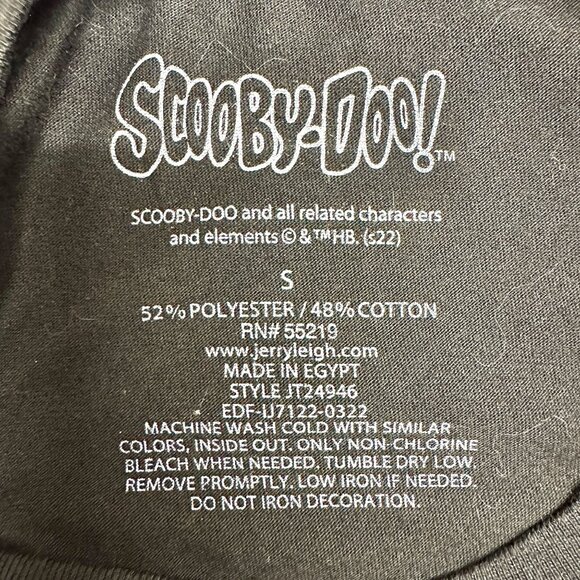 SCOOBY-DOO!™
SCOOBY-DOO and all related characters
and elements © & ™HB. (s22)
S
52% POLYESTER / 48% COTTON
RN# 55219
www.jerryleigh.com
MADE IN EGYPT
STYLE JT24946
EDF-IJ7122-0322
MACHINE WASH COLD WITH SIMILAR
COLORS, INSIDE OUT. ONLY NON-CHLORINE
BLEACH WHEN NEEDED. TUMBLE DRY LOW.
REMOVE PROMPTLY. LOW IRON IF NEEDED.
DO NOT IRON DECORATION.